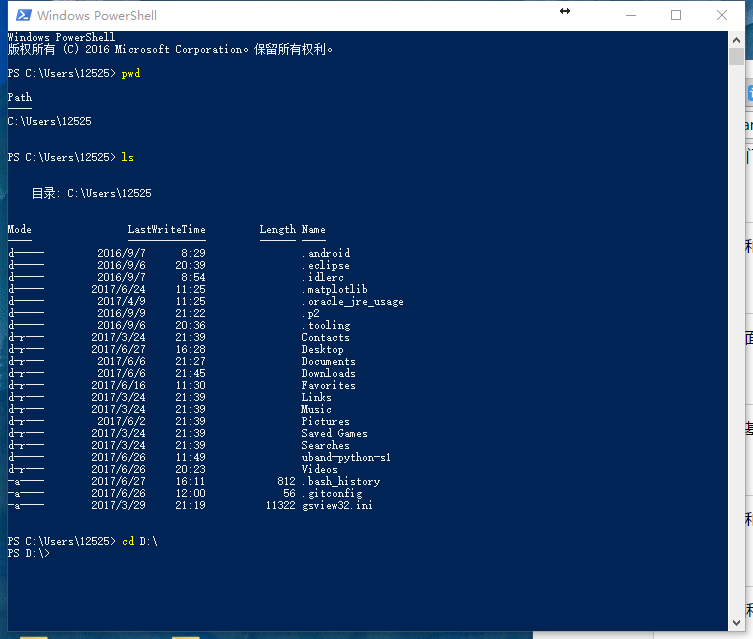 Windows PowerShell
Windows PowerShell
版权所有 (C) 2016 Microsoft Corporation。保留所有权利。
PS C:\Users\12525> pwd
Path
----
C:\Users\12525
PS C:\Users\12525> ls
目录: C:\Users\12525
Mode LastWriteTime Length Name
---- ------------- ------ ----
d----- 2016/9/7 8:29 .android
d----- 2016/9/6 20:39 .eclipse
d----- 2016/9/7 8:54 .idlerc
d----- 2017/6/24 11:25 .matplotlib
d----- 2017/4/9 11:25 .oracle_jre_usage
d----- 2016/9/9 21:22 .p2
d----- 2016/9/6 20:36 .tooling
d-r--- 2017/3/24 21:39 Contacts
d-r--- 2017/6/27 16:28 Desktop
d-r--- 2017/6/6 21:27 Documents
d-r--- 2017/6/6 21:45 Downloads
d-r--- 2017/6/16 11:30 Favorites
d-r--- 2017/3/24 21:39 Links
d-r--- 2017/3/24 21:39 Music
d-r--- 2017/6/2 21:39 Pictures
d-r--- 2017/3/24 21:39 Saved Games
d-r--- 2017/3/24 21:39 Searches
d----- 2017/6/26 11:49 uband-python-s1
d-r--- 2017/6/26 20:23 Videos
-a---- 2017/6/27 16:11 812 .bash_history
-a---- 2017/6/26 12:00 56 .gitconfig
-a---- 2017/3/29 21:19 11322 gsview32.ini
PS C:\Users\12525> cd D:\
PS D:\>